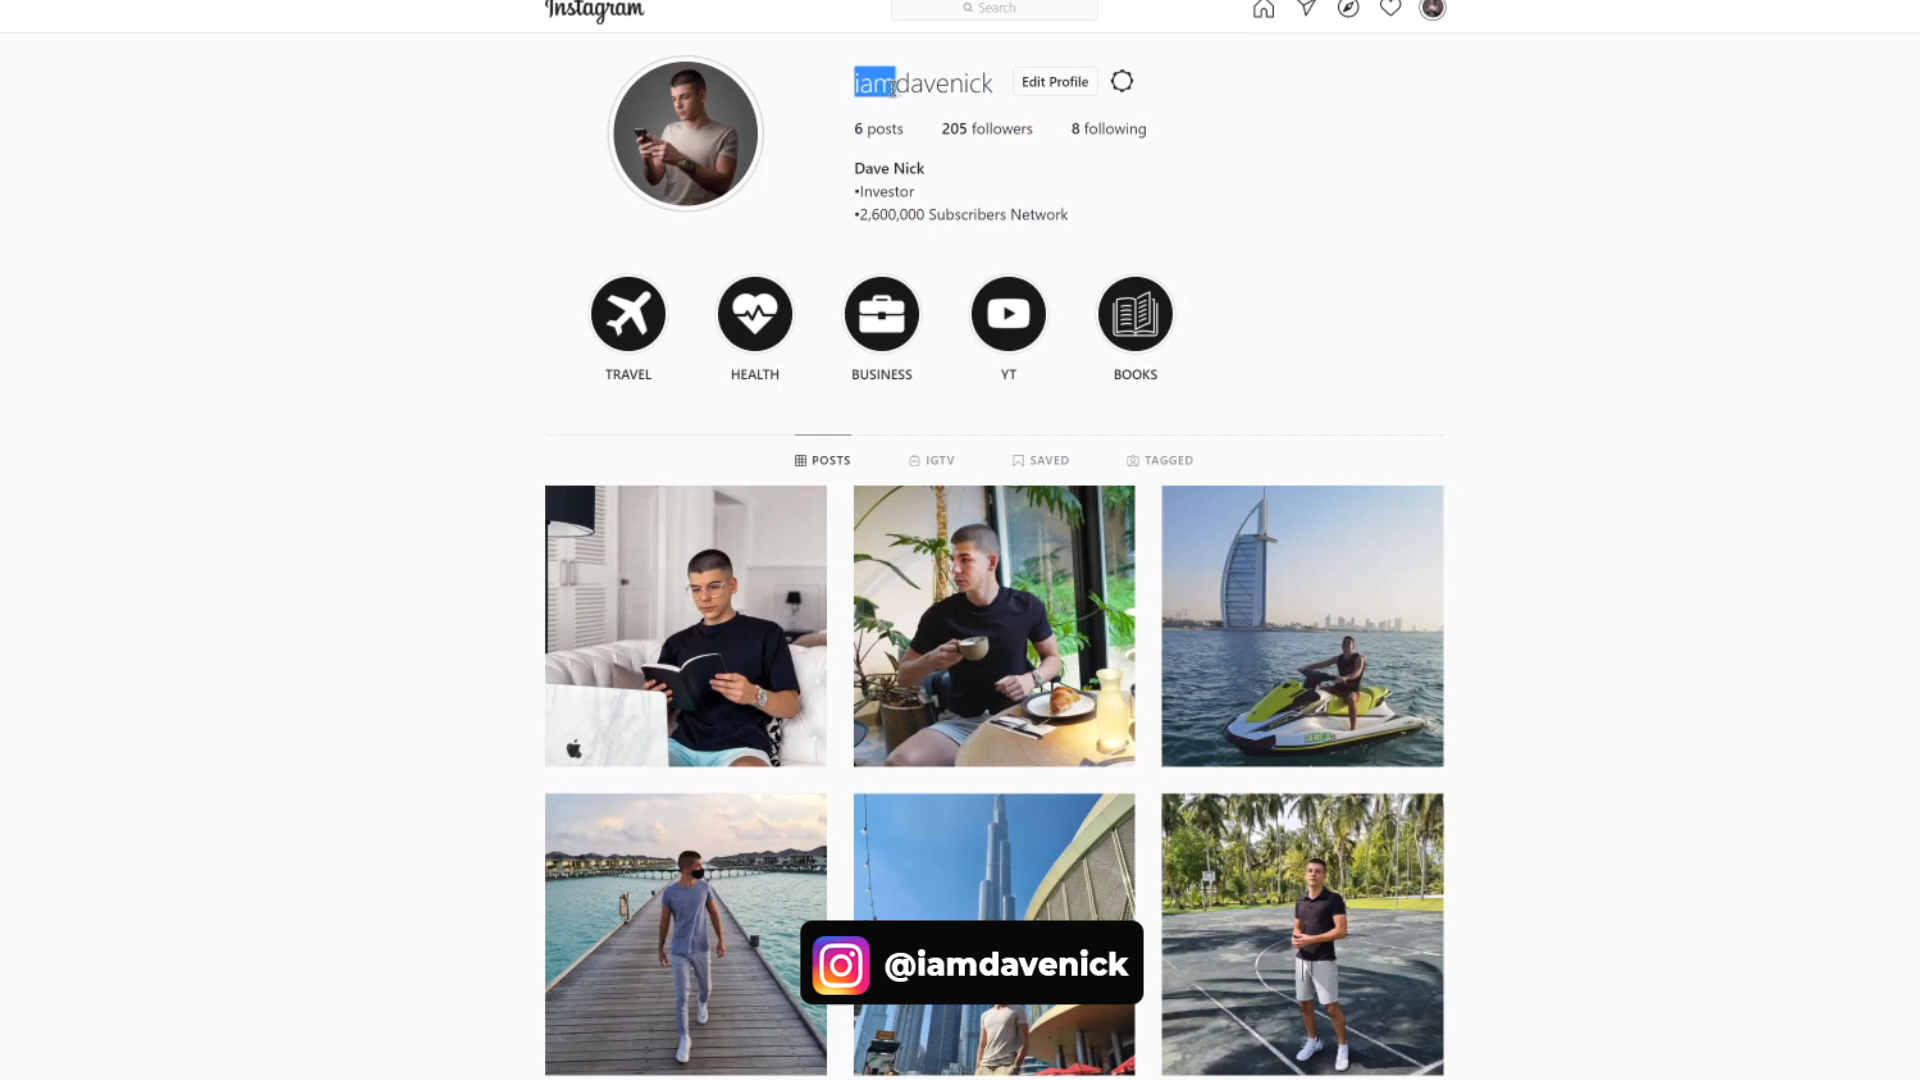 Instagram
Search
iamdavenick Edit Profile
6 posts 205 followers 8 following
Dave Nick
•Investor
•2,600,000 Subscribers Network
TRAVEL HEALTH BUSINESS YT BOOKS
POSTS IGTV SAVED TAGGED
@iamdavenick